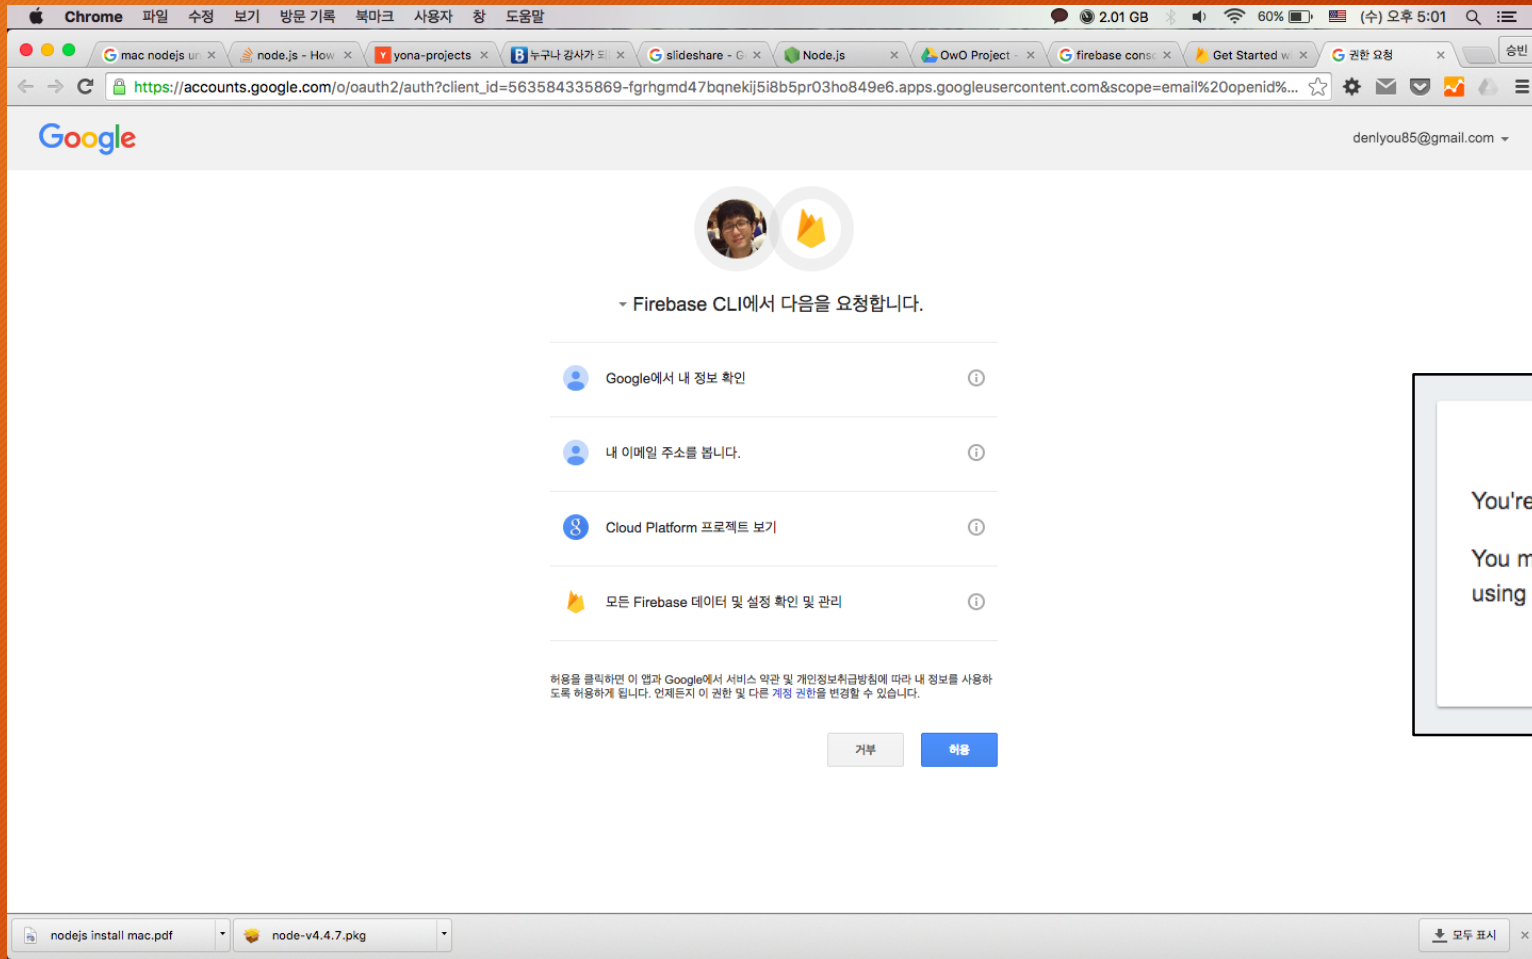 Chrome 파일 수정 보기 방문 기록 북마크 사용자 창 도움말 2.01 GB 60% (수) 오후 5:01
mac nodejs un node.js - How yona-projects 누구나 강사가 되 slideshare - G Node.js OwO Project - firebase conso Get Started wi 권한 요청 승빈
https://accounts.google.com/o/oauth2/auth?client_id=563584335869-fgrhgmd47bqnekij5i8b5pr03ho849e6.apps.googleusercontent.com&scope=email%20openid%...
Google denlyou85@gmail.com
Firebase CLI에서 다음을 요청합니다.
Google에서 내 정보 확인
내 이메일 주소를 봅니다.
Cloud Platform 프로젝트 보기
모든 Firebase 데이터 및 설정 확인 및 관리
허용을 클릭하면 이 앱과 Google에서 서비스 약관 및 개인정보취급방침에 따라 내 정보를 사용하
도록 허용하게 됩니다. 언제든지 이 권한 및 다른 계정 권한을 변경할 수 있습니다.
거부 허용
You're
You m
using
nodejs install mac.pdf node-v4.4.7.pkg 모두 표시